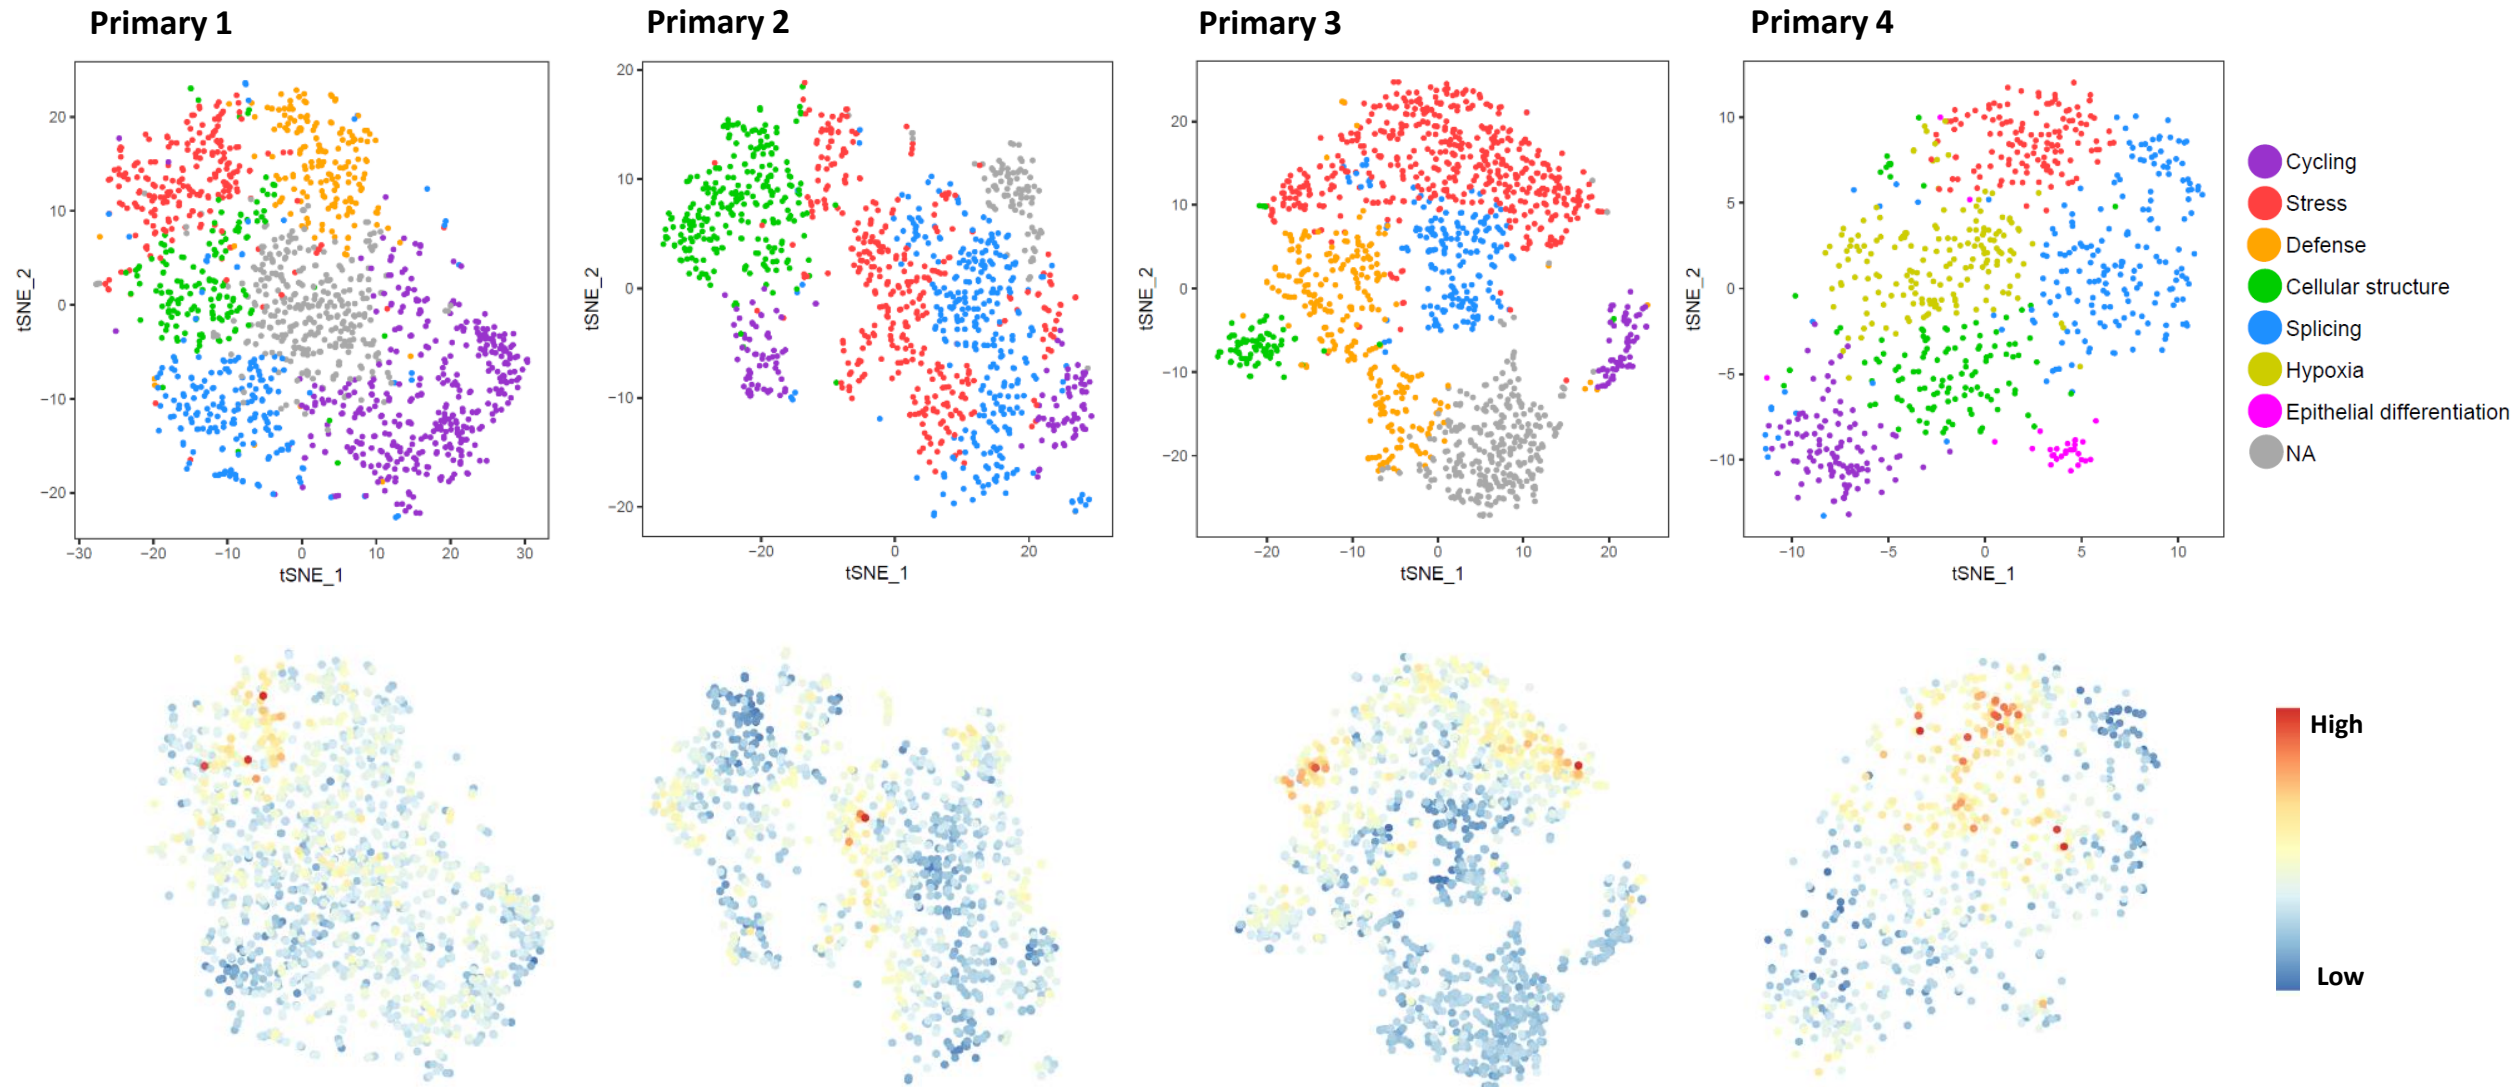 Primary 1
Primary 2
Primary 3
Primary 4
20
10
0
−10
−20
tSNE_2
−30
−20
−10
0
10
20
30
tSNE_1
20
10
0
−10
−20
tSNE_2
−20
0
20
tSNE_1
20
10
0
−10
−20
tSNE_2
−20
−10
0
10
20
tSNE_1
10
5
0
−5
−10
tSNE_2
−10
−5
0
5
10
tSNE_1
Cycling
Stress
Defense
Cellular structure
Splicing
Hypoxia
Epithelial differentiation
NA
High
Low